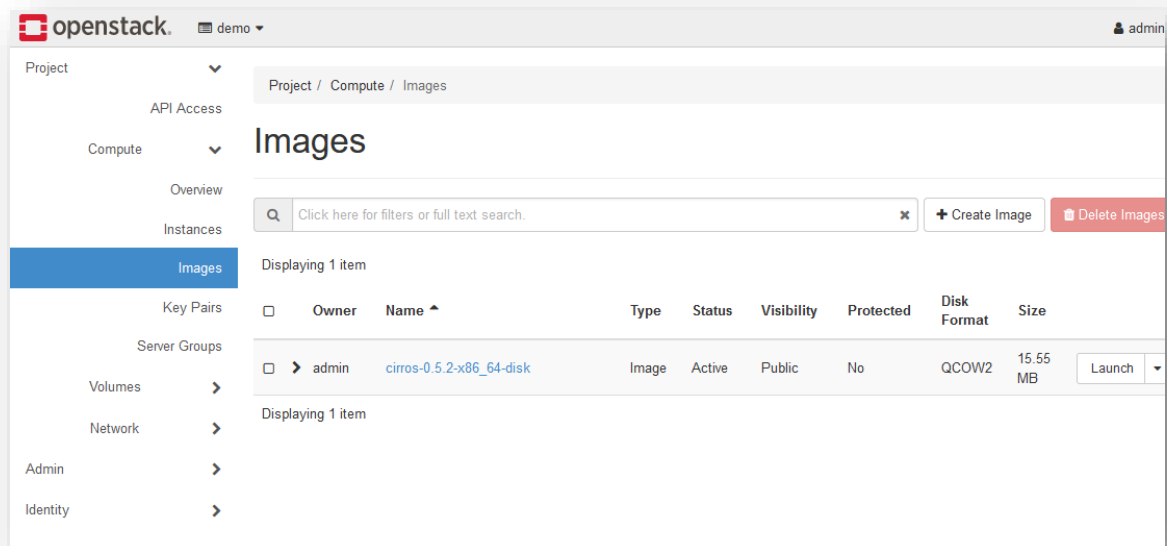 openstack. demo admin
Project
API Access
Compute
Overview
Instances
Images
Key Pairs
Server Groups
Volumes
Network
Admin
Identity
Project / Compute / Images
Images
Click here for filters or full text search. Create Image Delete Images
Displaying 1 item
Owner Name Type Status Visibility Protected Disk Format Size
admin cirros-0.5.2-x86_64-disk Image Active Public No QCOW2 15.55 MB Launch
Displaying 1 item